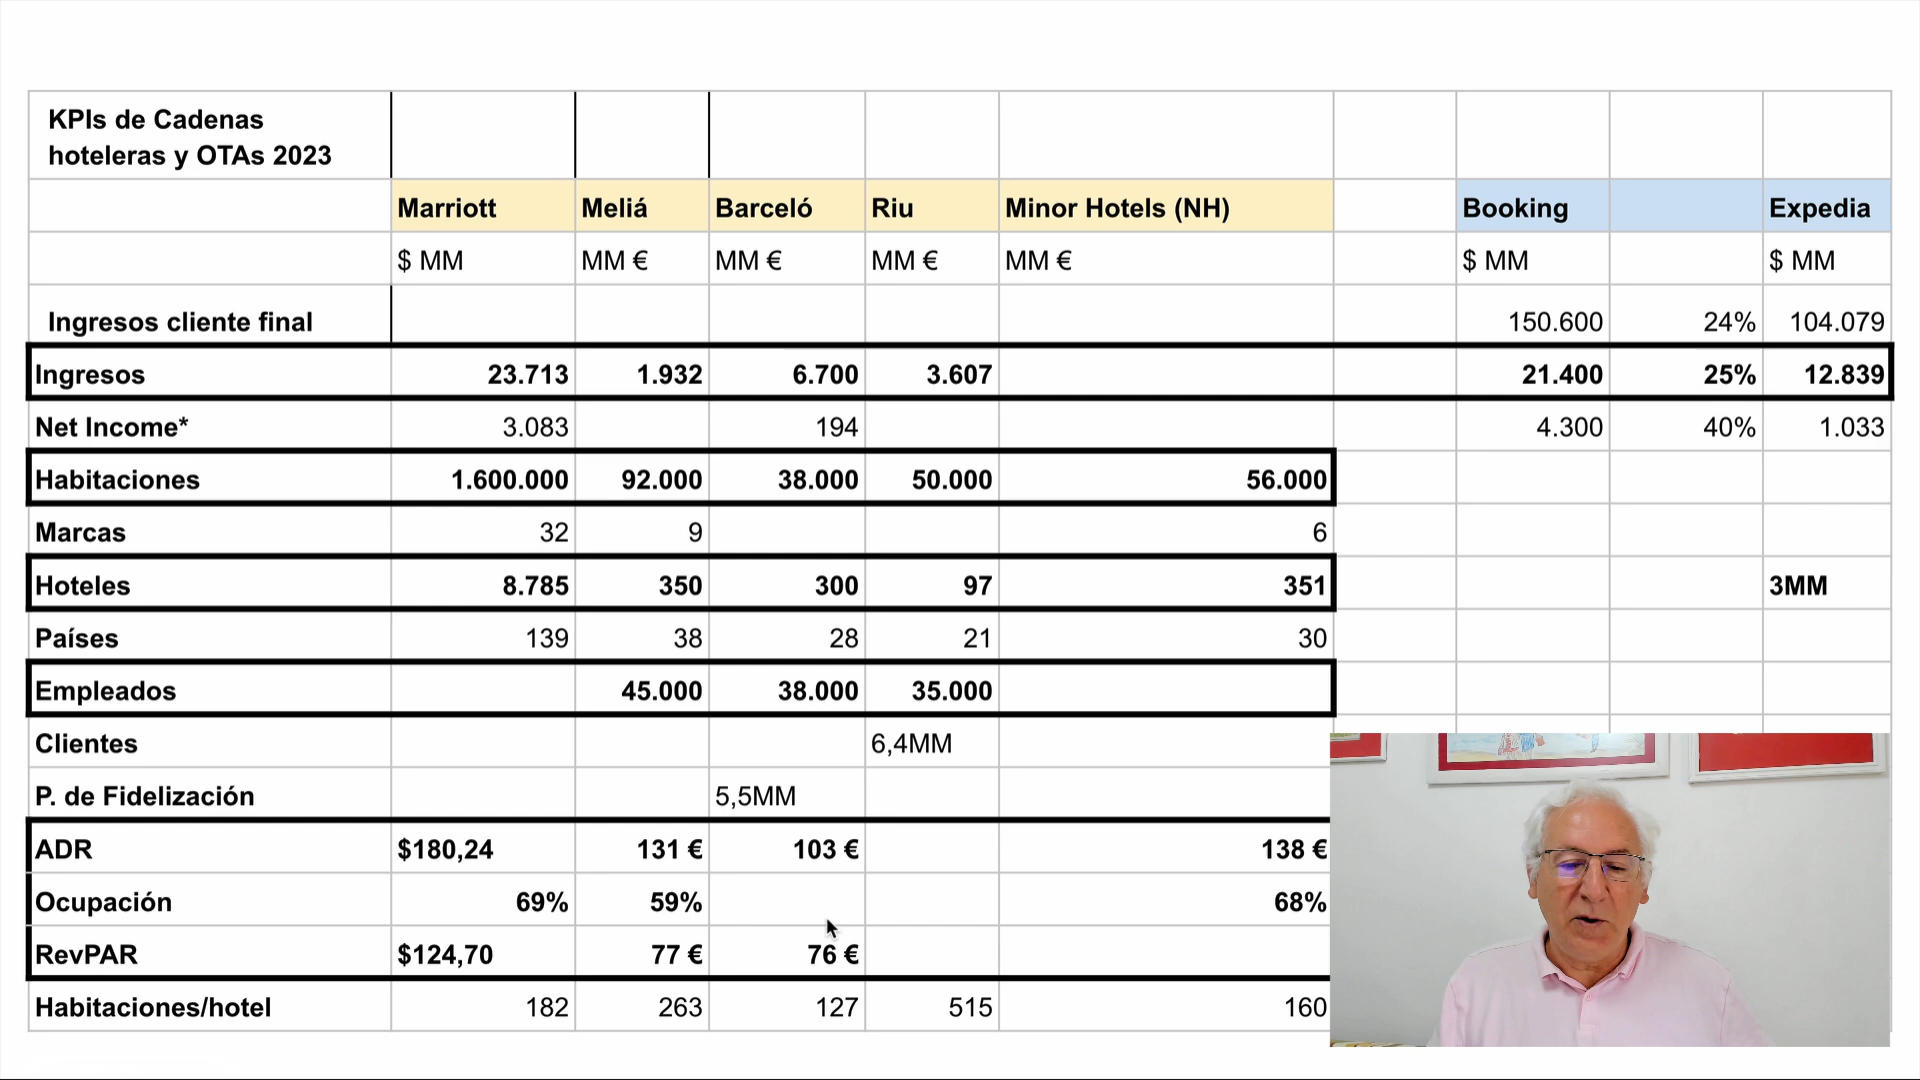 KPIs de Cadenas
hoteleras y OTAs 2023
Marriott Meliá Barceló Riu Minor Hotels (NH) Booking Expedia
$ MM MM € MM € MM € MM € $ MM $ MM
Ingresos cliente final 150.600 24% 104.079
Ingresos 23.713 1.932 6.700 3.607 21.400 25% 12.839
Net Income* 3.083 194 4.300 40% 1.033
Habitaciones 1.600.000 92.000 38.000 50.000 56.000
Marcas 32 9 6
Hoteles 8.785 350 300 97 351 3MM
Países 139 38 28 21 30
Empleados 45.000 38.000 35.000
Clientes 6,4MM
P. de Fidelización 5,5MM
ADR $180,24 131 € 103 € 138 €
Ocupación 69% 59% 68%
RevPAR $124,70 77 € 76 €
Habitaciones/hotel 182 263 127 515 160